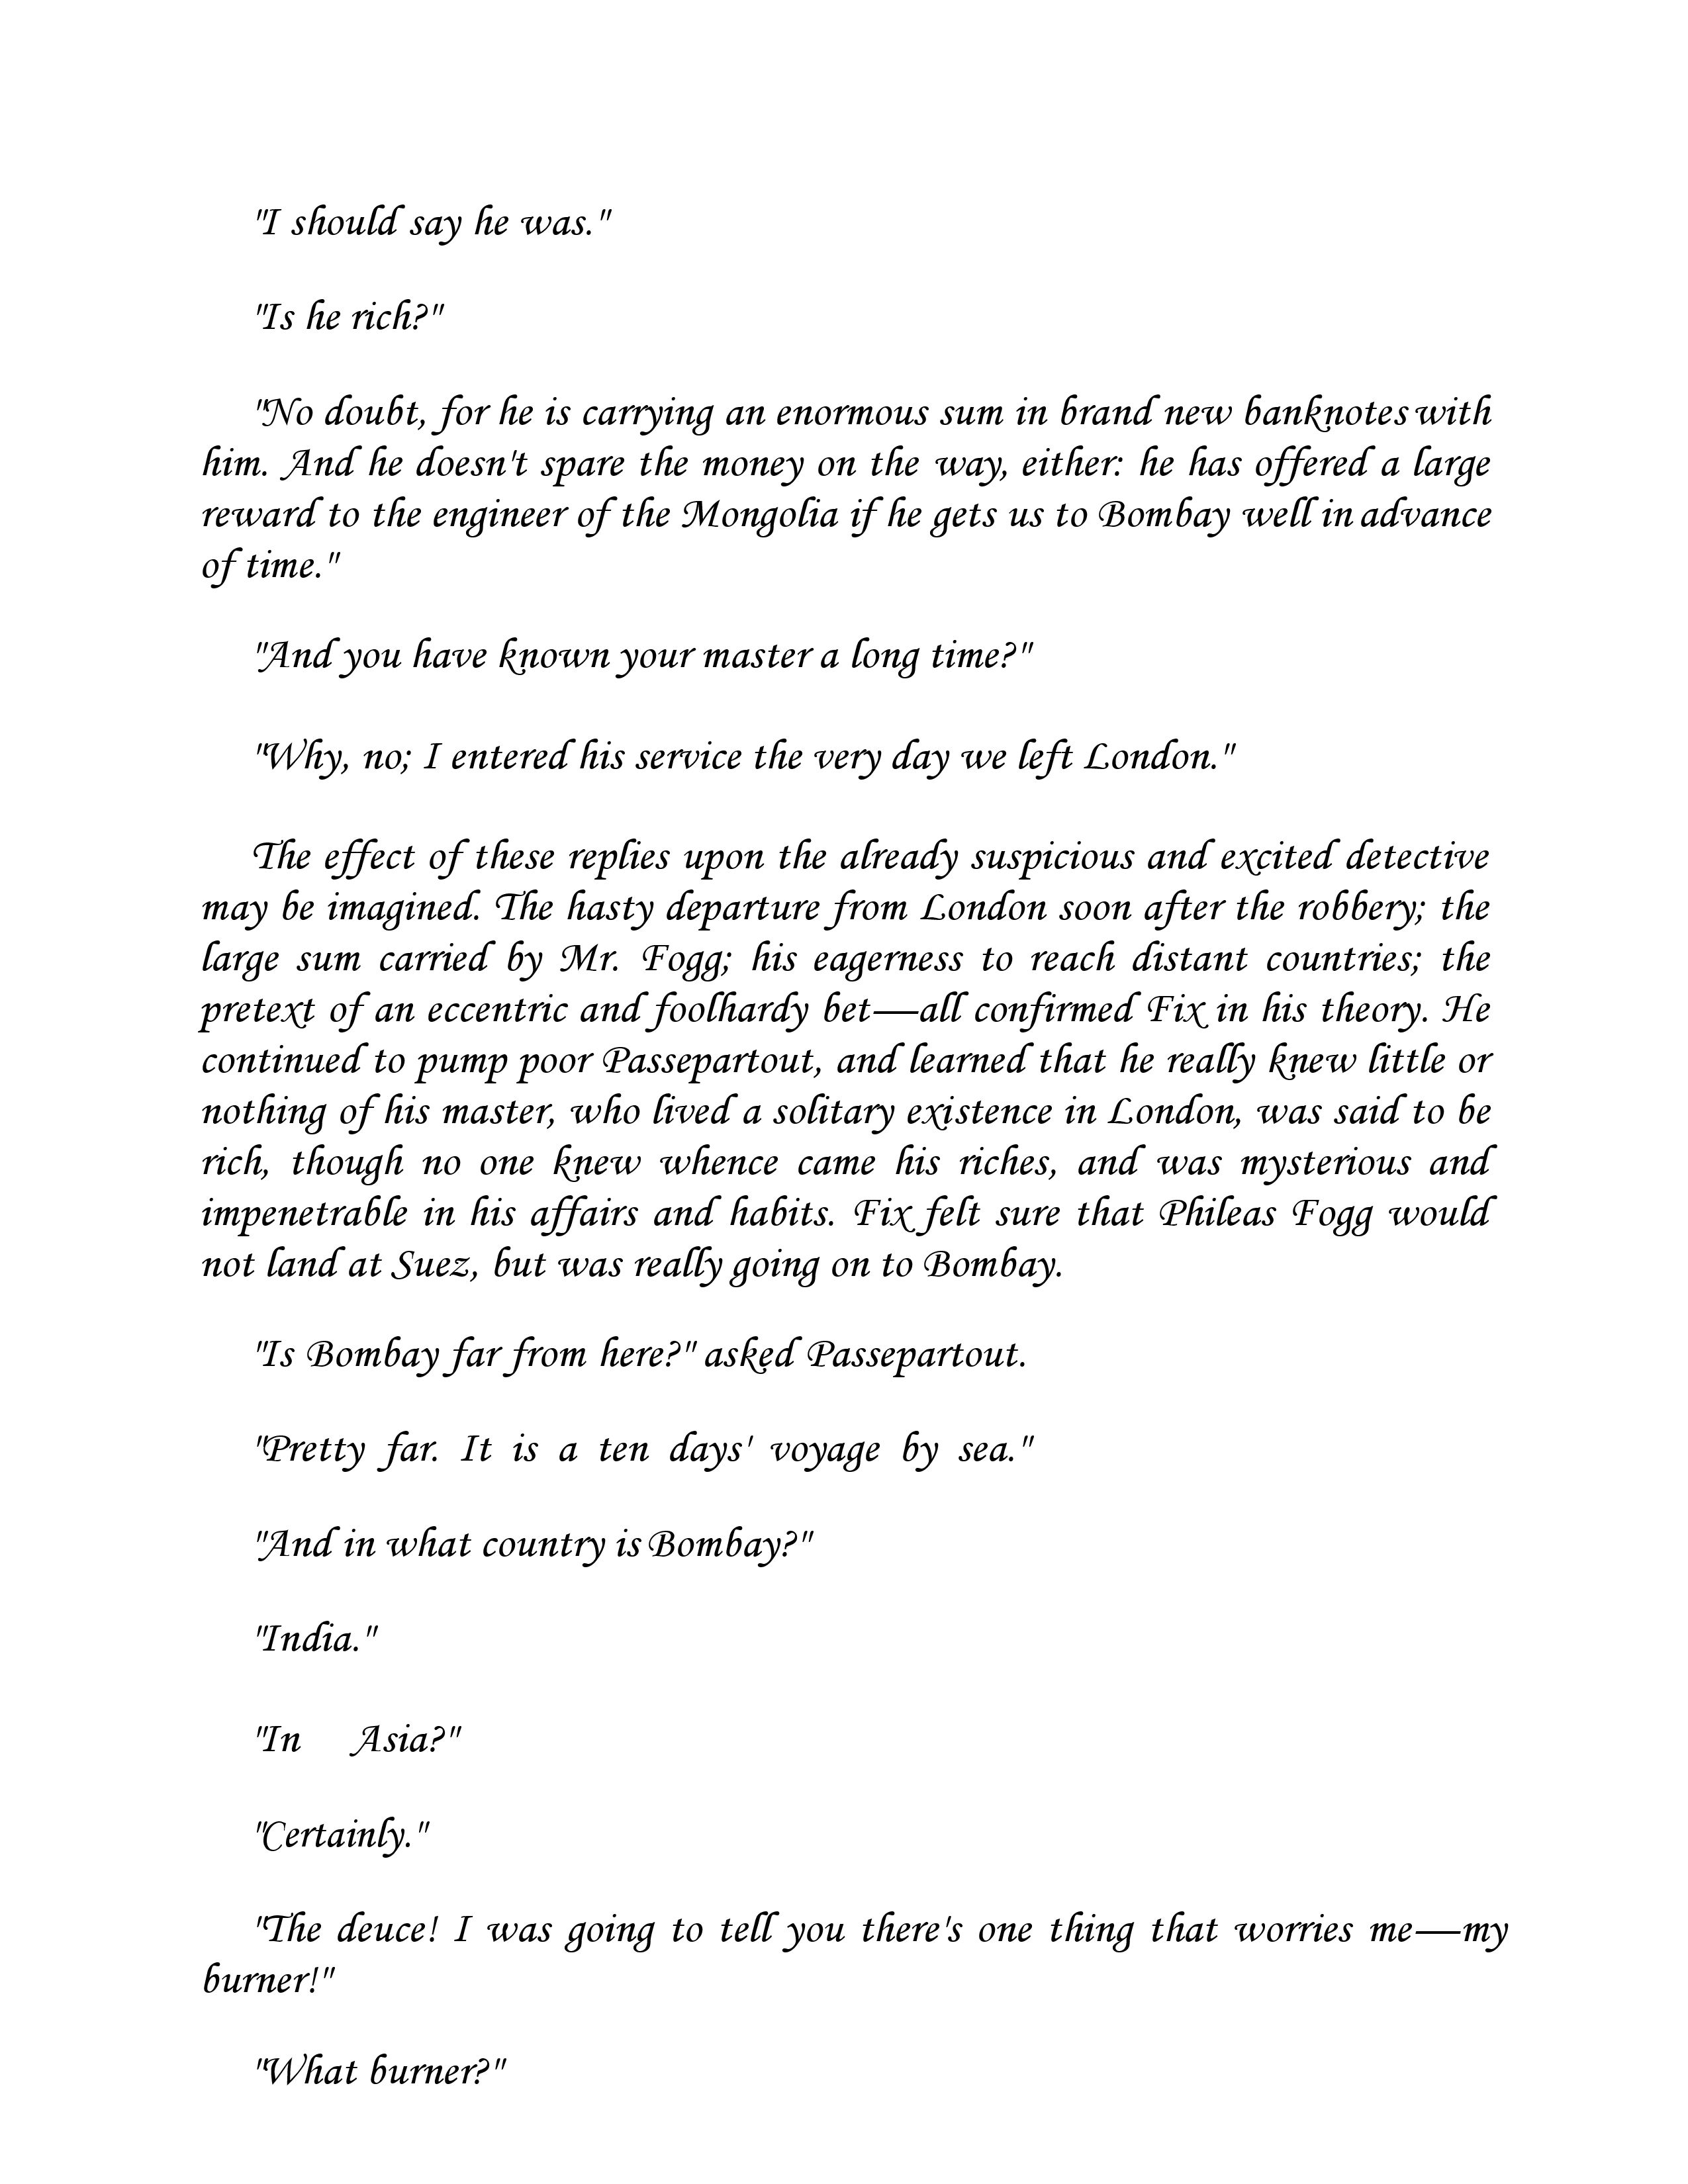 "I should say he was."
"Is he rich?"
"No doubt, for he is carrying an enormous sum in brand new banknotes with
him. And he doesn't spare the money on the way, either: he has offered a large
reward to the engineer of the Mongolia if he gets us to Bombay well in advance
of time."
"And you have known your master a long time?"
"Why, no; I entered his service the very day we left London."
The effect of these replies upon the already suspicious and excited detective
may be imagined. The hasty departure from London soon after the robbery; the
large sum carried by Mr. Fogg; his eagerness to reach distant countries; the
pretext of an eccentric and foolhardy bet—all confirmed Fix in his theory. He
continued to pump poor Passepartout, and learned that he really knew little or
nothing of his master, who lived a solitary existence in London, was said to be
rich, though no one knew whence came his riches, and was mysterious and
impenetrable in his affairs and habits. Fix felt sure that Phileas Fogg would
not land at Suez, but was really going on to Bombay.
"Is Bombay far from here?" asked Passepartout.
"Pretty far. It is a ten days' voyage by sea."
"And in what country is Bombay?"
"India."
"In Asia?"
"Certainly."
"The deuce! I was going to tell you there's one thing that worries me—my
burner!"
"What burner?"